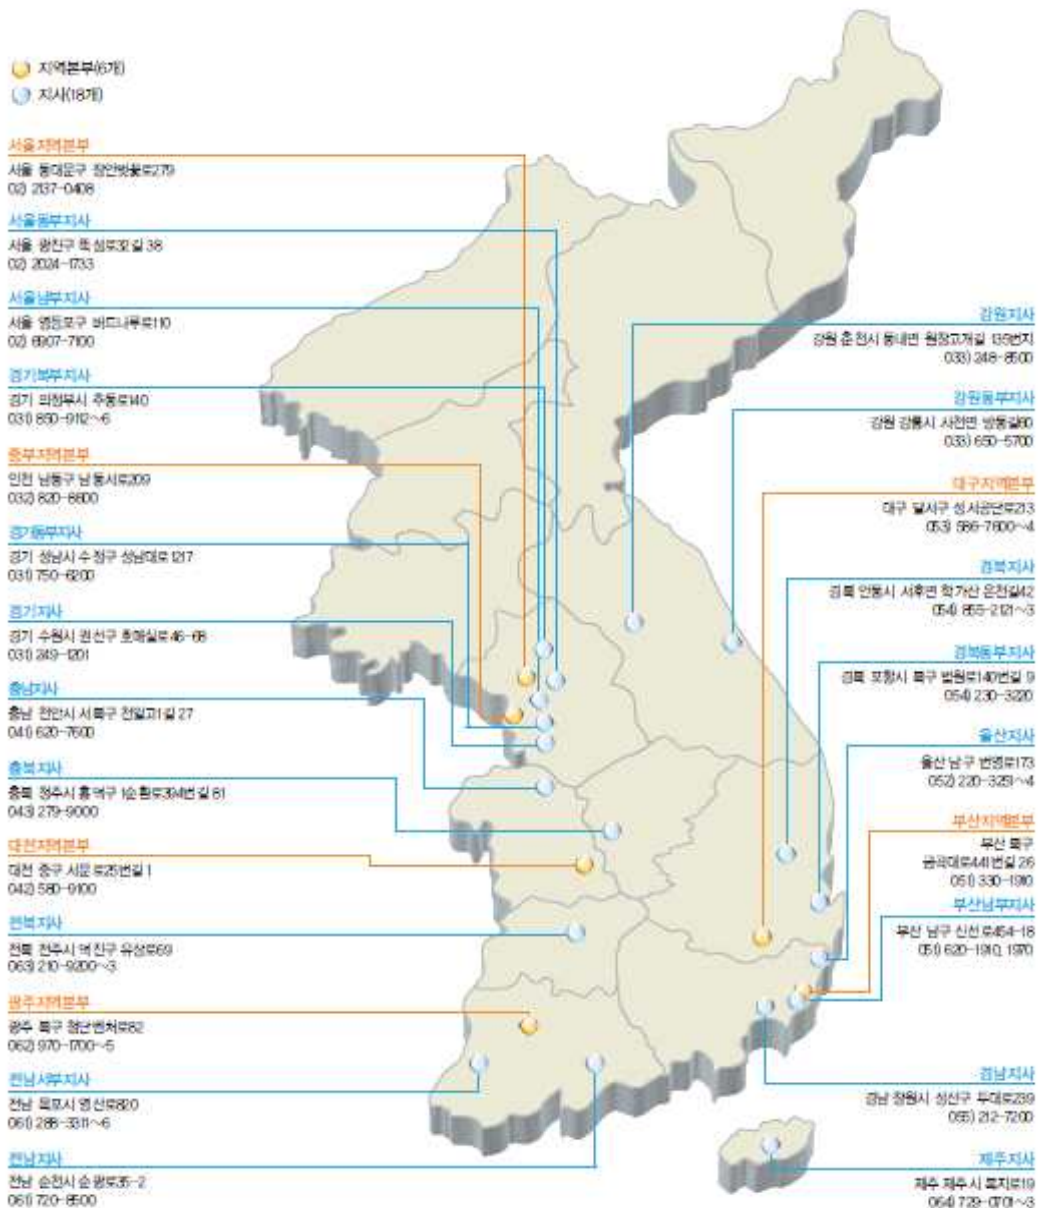 지역본부(6개)
지사(18개)
서울지역본부
서울 동대문구 장안벚꽃로279
02) 2137-0408
서울동부지사
서울 광진구 뚝섬로32길 38
02) 2024-1733
서울남부지사
서울 영등포구 버드나루로110
02) 6907-7100
경기북부지사
경기 의정부시 추동로140
031) 850-9112~6
중부지역본부
인천 남동구 남동서로209
032) 820-8600
경기동부지사
경기 성남시 수정구 성남대로1217
031) 750-6200
경기지사
경기 수원시 권선구 호매실로46-68
031) 249-1201
충남지사
충남 천안시 서북구 천일고1길 27
041) 620-7600
충북지사
충북 청주시 흥덕구 1순환로394번길 81
043) 279-9000
대전지역본부
대전 중구 서문로25번길 1
042) 580-9100
전북지사
전북 전주시 덕진구 유상로69
063) 210-9200~3
광주지역본부
광주 북구 첨단벤처로82
062) 970-1700~5
전남서부지사
전남 목포시 영산로820
061) 288-3311~6
전남지사
전남 순천시 순광로35-2
061) 720-8500
강원지사
강원 춘천시 동내면 원창고개길 135번지
033) 248-8500
강원동부지사
강원 강릉시 사천면 방동길60
033) 650-5700
대구지역본부
대구 달서구 성서공단로213
053) 586-7600~4
경북지사
경북 안동시 서후면 학가산 온천길42
054) 855-2121~3
경북동부지사
경북 포항시 북구 법원로140번길 9
054) 230-3220
울산지사
울산 남구 번영로173
052) 220-3251~4
부산지역본부
부산 북구
금곡대로441번길 26
051) 330-1910
부산남부지사
부산 남구 신선로454-18
051) 620-1910, 1970
경남지사
경남 창원시 성산구 두대로239
055) 212-7200
제주지사
제주 제주시 복지로19
064) 729-0701~3